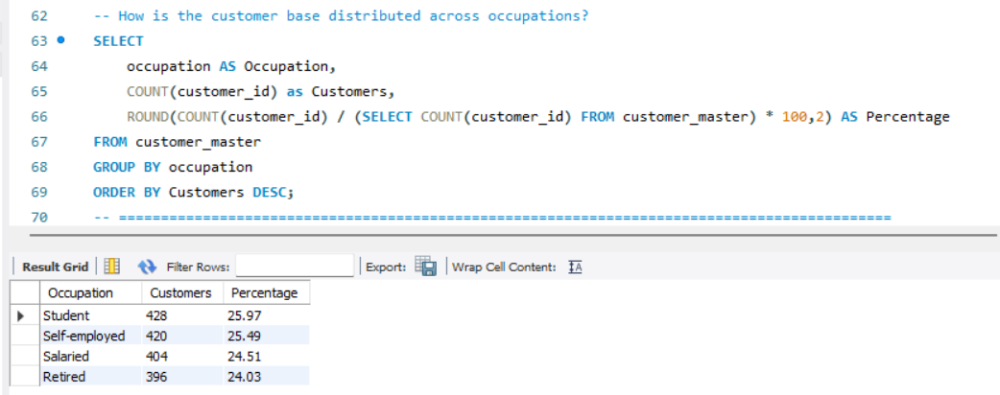 62 -- How is the customer base distributed across occupations?
63 SELECT
64 occupation AS Occupation,
65 COUNT(customer_id) as Customers,
66 ROUND(COUNT(customer_id) / (SELECT COUNT(customer_id) FROM customer_master) * 100,2) AS Percentage
67 FROM customer_master
68 GROUP BY occupation
69 ORDER BY Customers DESC;
70 -- ==========================================================================================
Result Grid Filter Rows: Export: Wrap Cell Content:
Occupation Customers Percentage
Student 428 25.97
Self-employed 420 25.49
Salaried 404 24.51
Retired 396 24.03